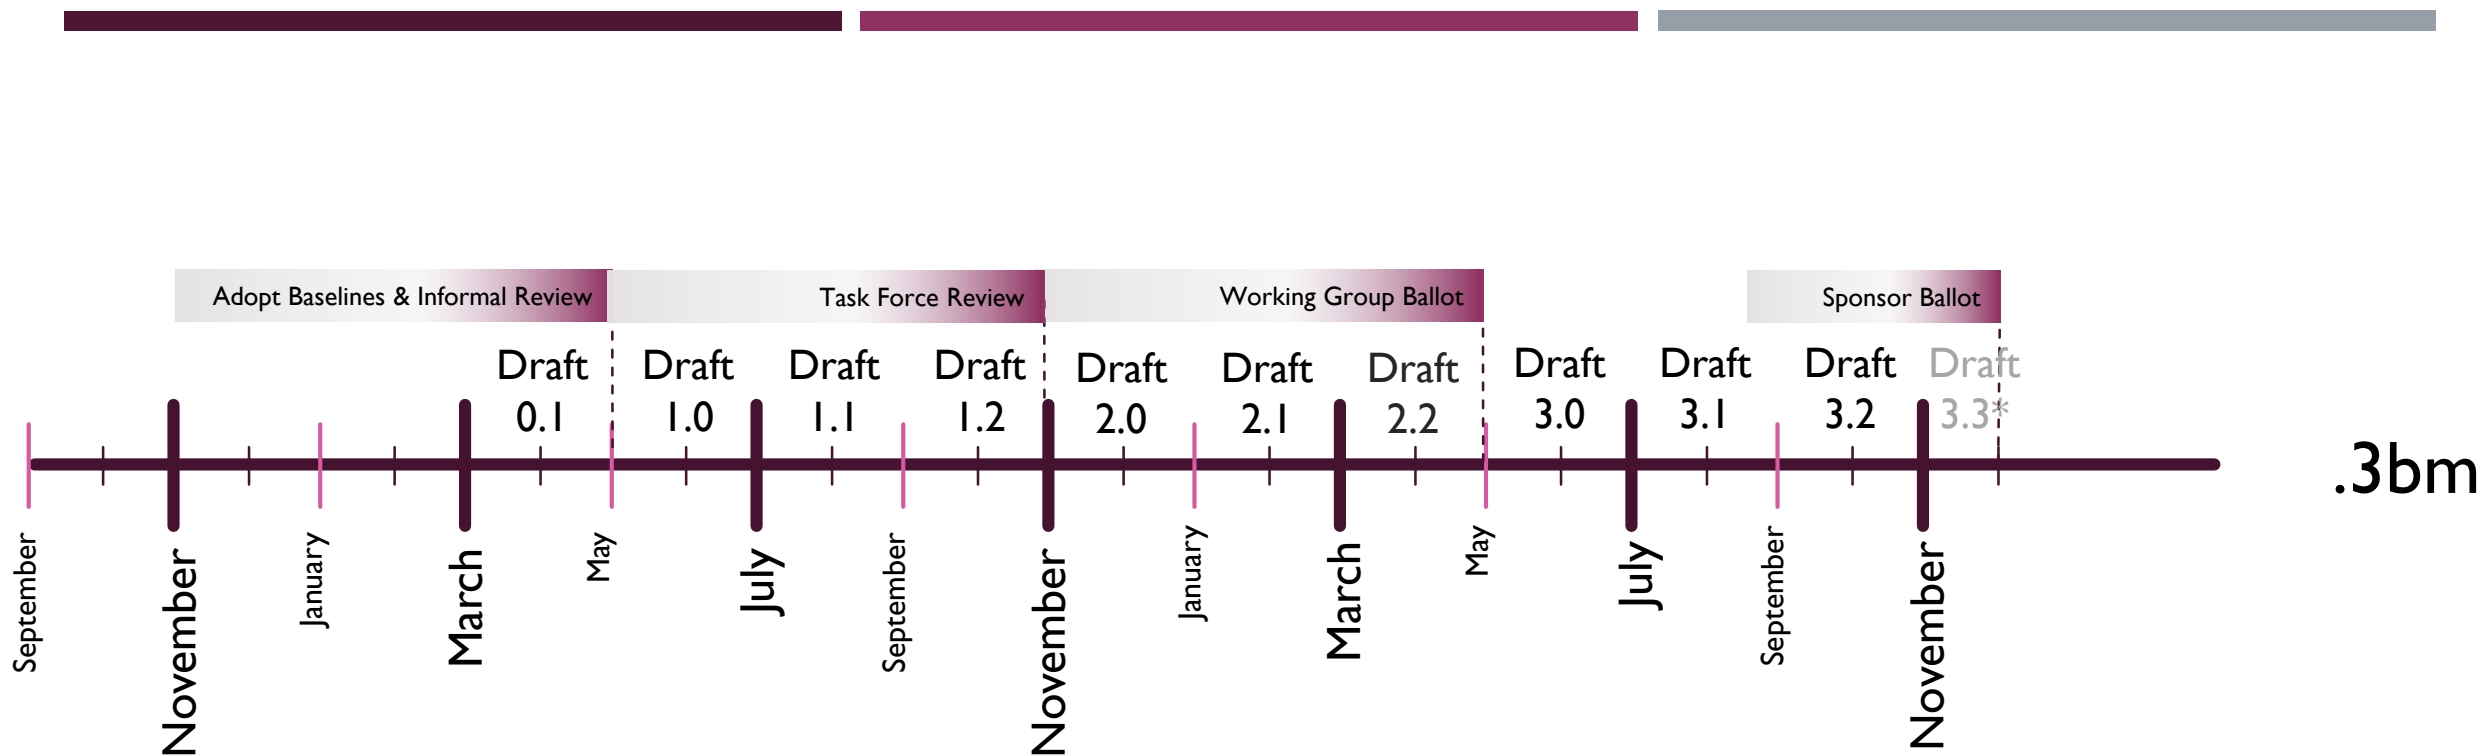 Adopt Baselines & Informal Review
Task Force Review
Working Group Ballot
Sponsor Ballot
Draft
0.1
Draft
1.0
Draft
1.1
Draft
1.2
Draft
2.0
Draft
2.1
Draft
2.2
Draft
3.0
Draft
3.1
Draft
3.2
Draft
3.3*
.3bm
September
November
January
March
May
July
September
November
January
March
May
July
September
November